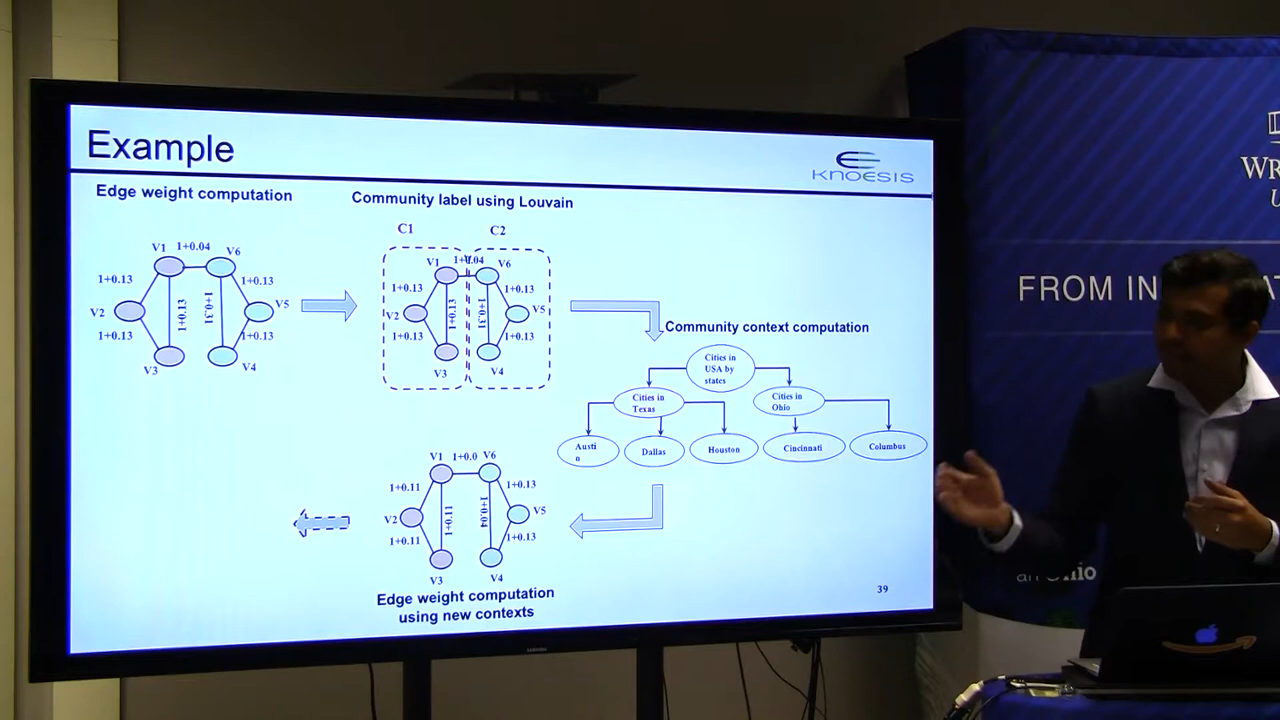 Example
KNOESIS
Edge weight computation
Community label using Louvain
C1
C2
V1
1+0.04
V6
1+0.13
1+0.13
V2
1+0.13
1+0.31
V5
1+0.13
1+0.13
V3
V4
V1
1+0.04
V6
1+0.13
1+0.13
V2
1+0.13
1+0.31
V5
1+0.13
1+0.13
V3
V4
Community context computation
Cities in
USA by
states
Cities in
Texas
Cities in
Ohio
Austi
n
Dallas
Houston
Cincinnati
Columbus
V1
1+0.0
V6
1+0.11
1+0.13
V2
1+0.11
1+0.04
V5
1+0.11
1+0.13
V3
V4
Edge weight computation
using new contexts
39
WR
U
FROM IN
AT